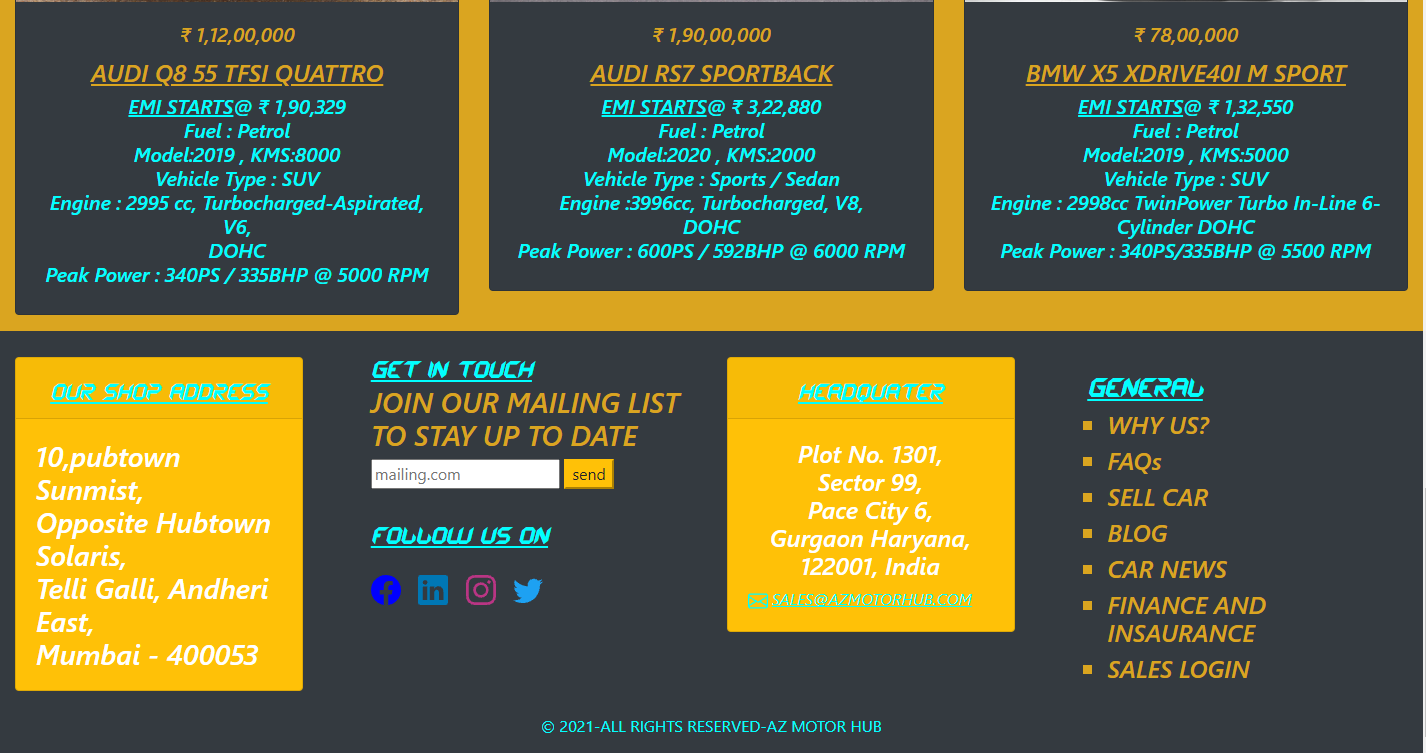 ₹ 1,12,00,000
AUDI Q8 55 TFSI QUATTRO
EMI STARTS@ ₹ 1,90,329
Fuel : Petrol
Model:2019 , KMS:8000
Vehicle Type : SUV
Engine : 2995 cc, Turbocharged-Aspirated,
V6,
DOHC
Peak Power : 340PS / 335BHP @ 5000 RPM
₹ 1,90,00,000
AUDI RS7 SPORTBACK
EMI STARTS@ ₹ 3,22,880
Fuel : Petrol
Model:2020 , KMS:2000
Vehicle Type : Sports / Sedan
Engine :3996cc, Turbocharged, V8,
DOHC
Peak Power : 600PS / 592BHP @ 6000 RPM
₹ 78,00,000
BMW X5 XDRIVE40I M SPORT
EMI STARTS@ ₹ 1,32,550
Fuel : Petrol
Model:2019 , KMS:5000
Vehicle Type : SUV
Engine : 2998cc TwinPower Turbo In-Line 6-
Cylinder DOHC
Peak Power : 340PS/335BHP @ 5500 RPM
OUR SHOP ADDRESS
10,pubtown
Sunmist,
Opposite Hubtown
Solaris,
Telli Galli, Andheri
East,
Mumbai - 400053
GET IN TOUCH
JOIN OUR MAILING LIST
TO STAY UP TO DATE
mailing.com
send
FOLLOW US ON
HEADQUATER
Plot No. 1301,
Sector 99,
Pace City 6,
Gurgaon Haryana,
122001, India
SALES@AZMOTORHUB.COM
GENERAL
WHY US?
FAQs
SELL CAR
BLOG
CAR NEWS
FINANCE AND
INSAURANCE
SALES LOGIN
© 2021-ALL RIGHTS RESERVED-AZ MOTOR HUB